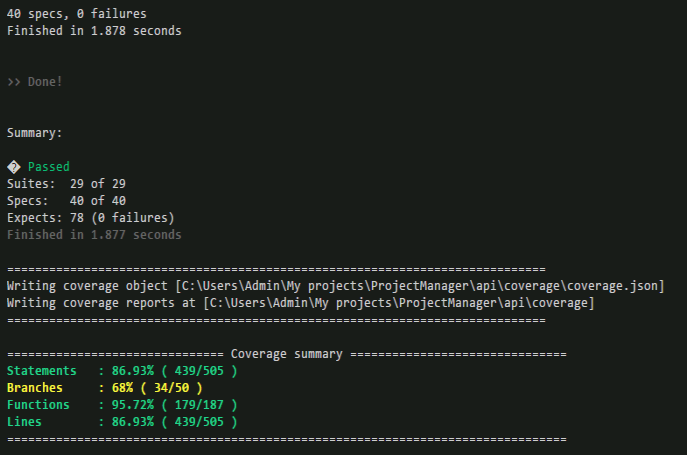 40 specs, 0 failures
Finished in 1.878 seconds
>> Done!
Summary:
� Passed
Suites:  29 of 29
Specs:   40 of 40
Expects: 78 (0 failures)
Finished in 1.877 seconds
=============================================================================
Writing coverage object [C:\Users\Admin\My projects\ProjectManager\api\coverage\coverage.json]
Writing coverage reports at [C:\Users\Admin\My projects\ProjectManager\api\coverage]
=============================================================================
=============================== Coverage summary ===============================
Statements   : 86.93% ( 439/505 )
Branches     : 68% ( 34/50 )
Functions    : 95.72% ( 179/187 )
Lines        : 86.93% ( 439/505 )
================================================================================